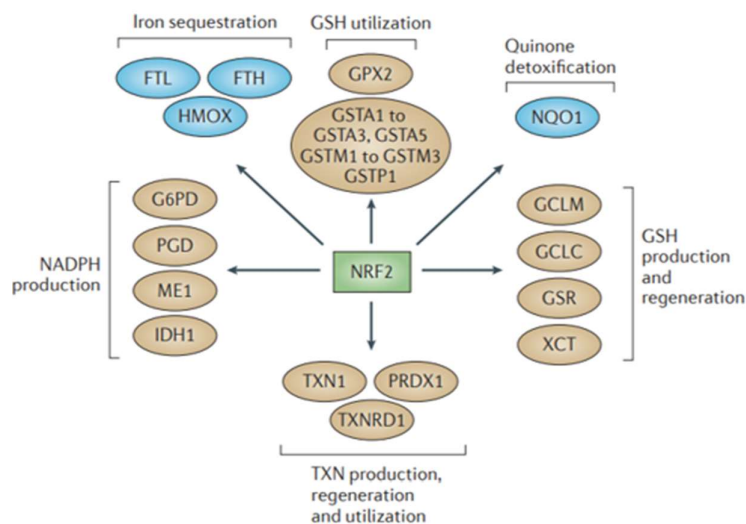 Iron sequestration
FTL
FTH
HMOX
GSH utilization
GPX2
GSTA1 to
GSTA3, GSTA5
GSTM1 to GSTM3
GSTP1
Quinone
detoxification
NQO1
NADPH
production
G6PD
PGD
ME1
IDH1
NRF2
GCLM
GCLC
GSR
XCT
GSH
production
and
regeneration
TXN1
PRDX1
TXNRD1
TXN production,
regeneration
and utilization